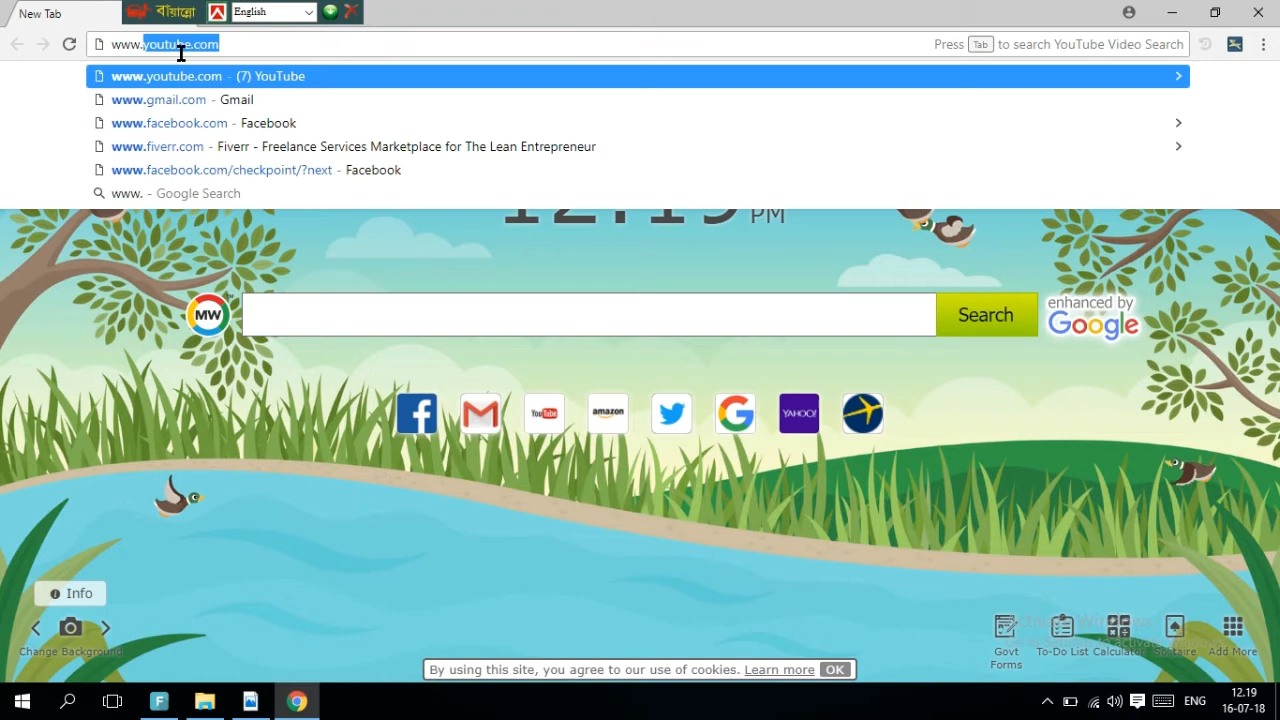 New Tab
বাঁয়ান্নো English
www.youtube.com Press Tab to search YouTube Video Search
www.youtube.com - (7) YouTube
www.gmail.com - Gmail
www.facebook.com - Facebook
www.fiverr.com - Fiverr - Freelance Services Marketplace for The Lean Entrepreneur
www.facebook.com/checkpoint/?next - Facebook
www. - Google Search
12:19 PM
MW Search enhanced by
Google
YouTube amazon YAHOO!
Info
Change Background
Govt Forms To-Do List Calculator Solitaire Add More
By using this site, you agree to our use of cookies. Learn more OK
F ENG 12.19
16-07-18